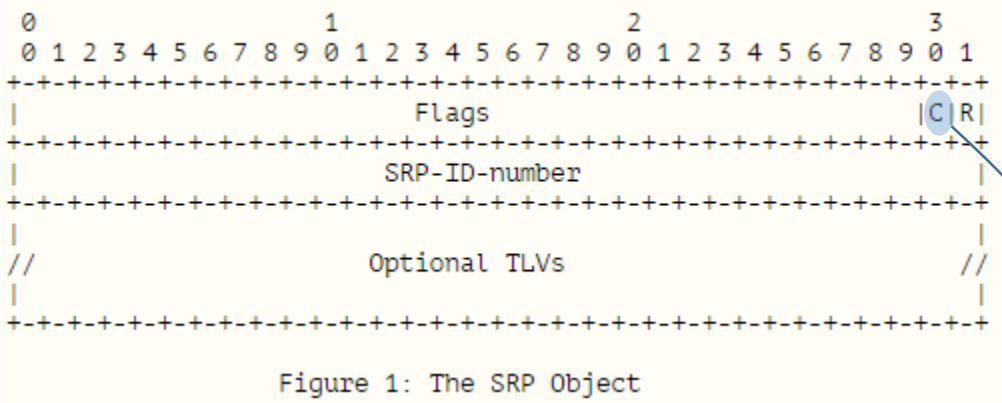 0                   1                   2                   3
0 1 2 3 4 5 6 7 8 9 0 1 2 3 4 5 6 7 8 9 0 1 2 3 4 5 6 7 8 9 0 1
+-+-+-+-+-+-+-+-+-+-+-+-+-+-+-+-+-+-+-+-+-+-+-+-+-+-+-+-+-+-+-+-+
|                          Flags                            |C|R|
+-+-+-+-+-+-+-+-+-+-+-+-+-+-+-+-+-+-+-+-+-+-+-+-+-+-+-+-+-+-+-+-+
|                        SRP-ID-number                          |
+-+-+-+-+-+-+-+-+-+-+-+-+-+-+-+-+-+-+-+-+-+-+-+-+-+-+-+-+-+-+-+-+
|                                                               |
//                      Optional TLVs                          //
|                                                               |
+-+-+-+-+-+-+-+-+-+-+-+-+-+-+-+-+-+-+-+-+-+-+-+-+-+-+-+-+-+-+-+-+
Figure 1: The SRP Object